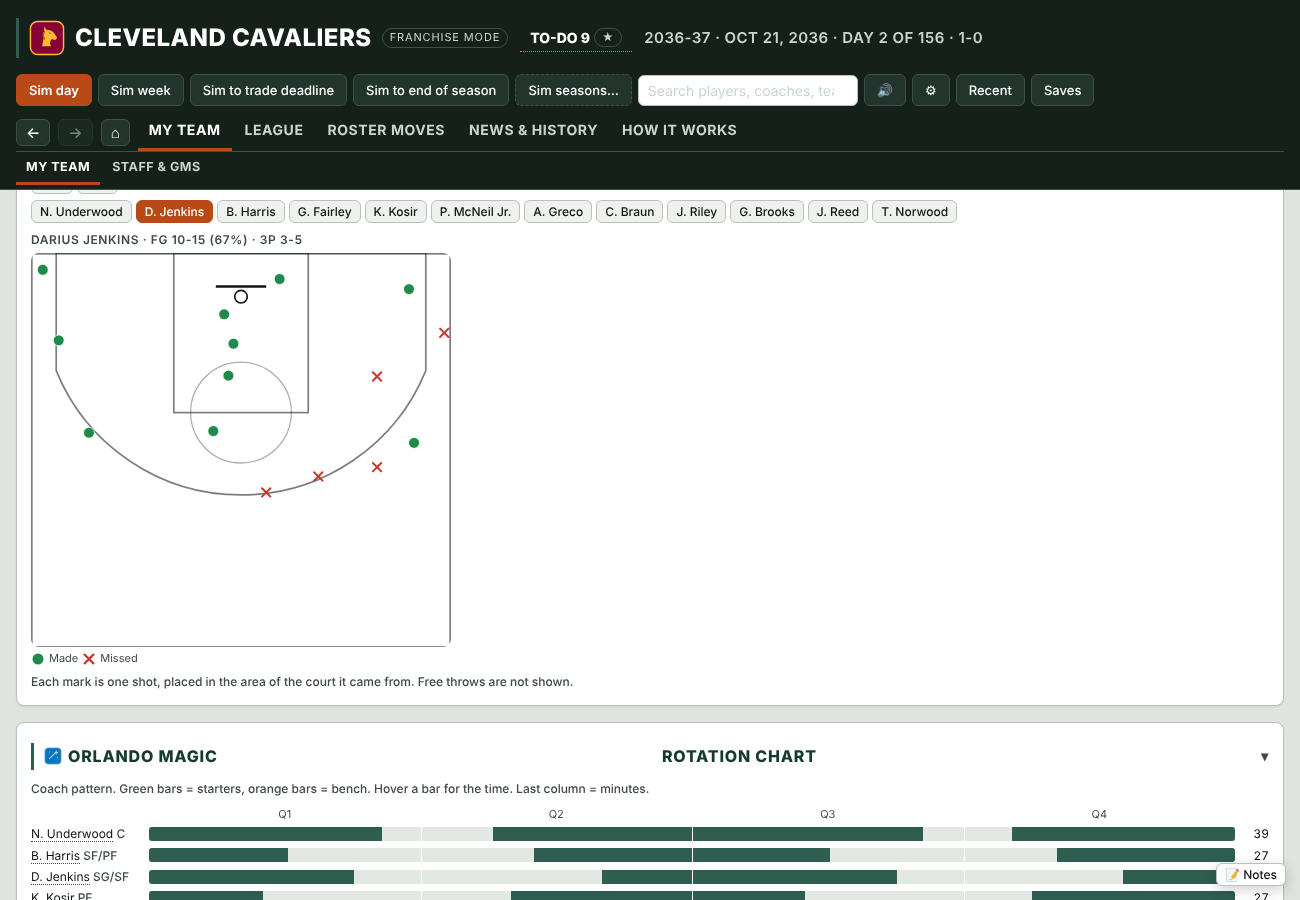 CLEVELAND CAVALIERS FRANCHISE MODE TO-DO 9 ★ 2036-37 · OCT 21, 2036 · DAY 2 OF 156 · 1-0
Sim day Sim week Sim to trade deadline Sim to end of season Sim seasons... Search players, coaches, tea Recent Saves
MY TEAM LEAGUE ROSTER MOVES NEWS & HISTORY HOW IT WORKS
MY TEAM STAFF & GMS
N. Underwood D. Jenkins B. Harris G. Fairley K. Kosir P. McNeil Jr. A. Greco C. Braun J. Riley G. Brooks J. Reed T. Norwood
DARIUS JENKINS · FG 10-15 (67%) · 3P 3-5
Made Missed
Each mark is one shot, placed in the area of the court it came from. Free throws are not shown.
ORLANDO MAGIC ROTATION CHART
Coach pattern. Green bars = starters, orange bars = bench. Hover a bar for the time. Last column = minutes.
Q1 Q2 Q3 Q4
N. Underwood C 39
B. Harris SF/PF 27
D. Jenkins SG/SF
Notes
K. Kosir PF 27